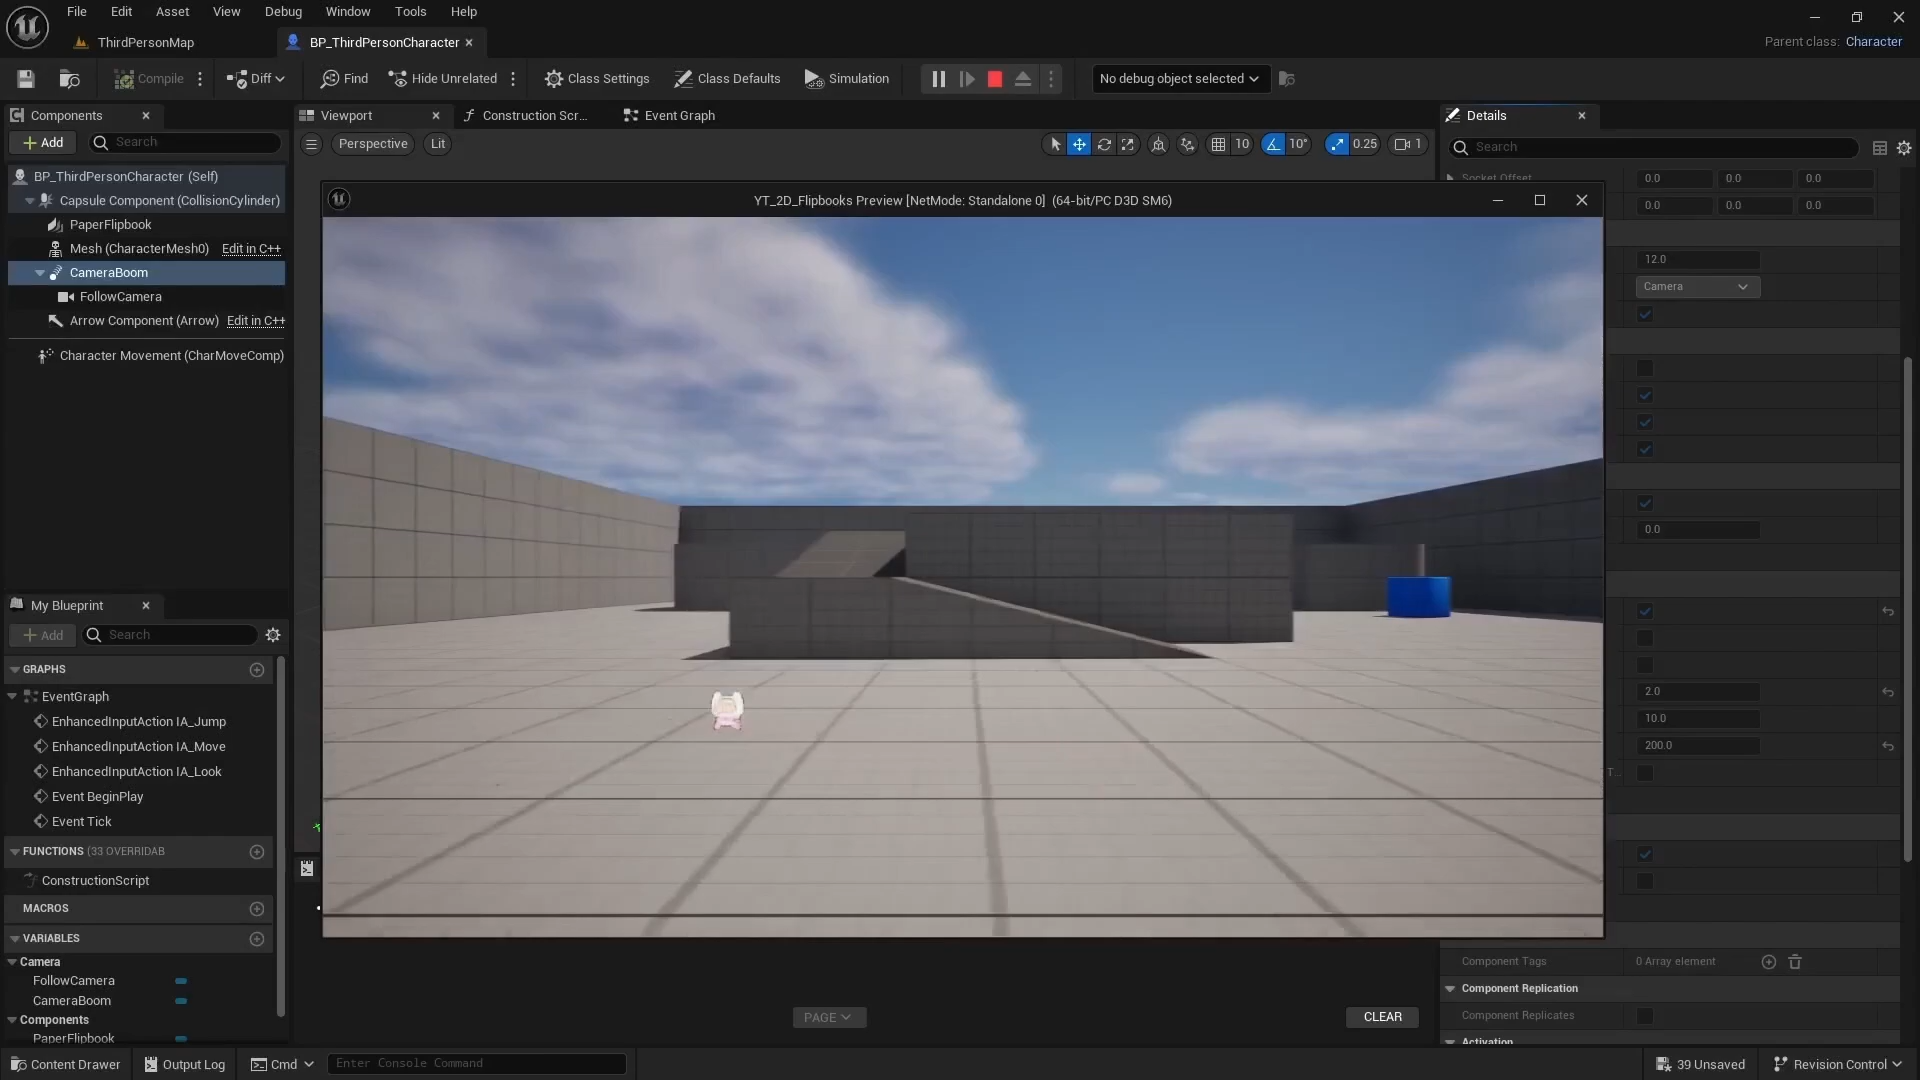 File Edit Asset View Debug Window Tools Help
ThirdPersonMap
BP_ThirdPersonCharacter
Parent class: Character
Compile
Diff
Find
Hide Unrelated
Class Settings
Class Defaults
Simulation
No debug object selected
Components
Viewport
Construction Scr...
Event Graph
Details
Add
Search
Perspective
Lit
10
10°
0.25
1
Search
BP_ThirdPersonCharacter (Self)
Capsule Component (CollisionCylinder)
PaperFlipbook
Mesh (CharacterMesh0) Edit in C++
CameraBoom
FollowCamera
Arrow Component (Arrow) Edit in C++
Character Movement (CharMoveComp)
YT_2D_Flipbooks Preview [NetMode: Standalone 0] (64-bit/PC D3D SM6)
Socket Offset
0.0 0.0 0.0
0.0 0.0 0.0
12.0
Camera
0.0
2.0
10.0
200.0
T...
My Blueprint
Add
Search
GRAPHS
EventGraph
EnhancedInputAction IA_Jump
EnhancedInputAction IA_Move
EnhancedInputAction IA_Look
Event BeginPlay
Event Tick
FUNCTIONS (33 OVERRIDAB
ConstructionScript
MACROS
VARIABLES
Camera
FollowCamera
CameraBoom
Components
PaperFlipbook
PAGE
CLEAR
Component Tags 0 Array element
Component Replication
Component Replicates
Activation
Content Drawer
Output Log
Cmd
Enter Console Command
39 Unsaved
Revision Control